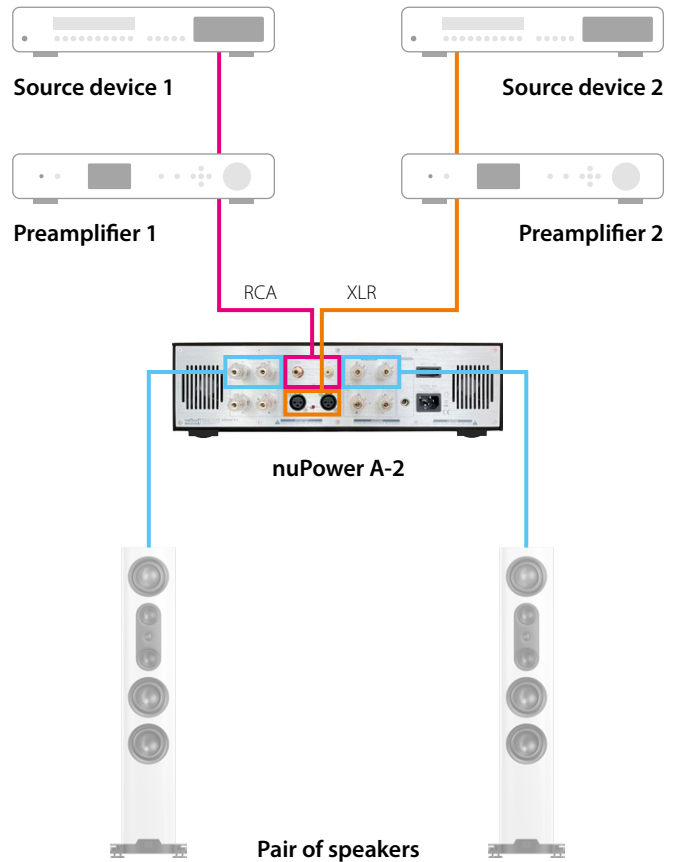 Source device 1
Source device 2
Preamplifier 1
Preamplifier 2
RCA
XLR
nuPower A-2
Pair of speakers